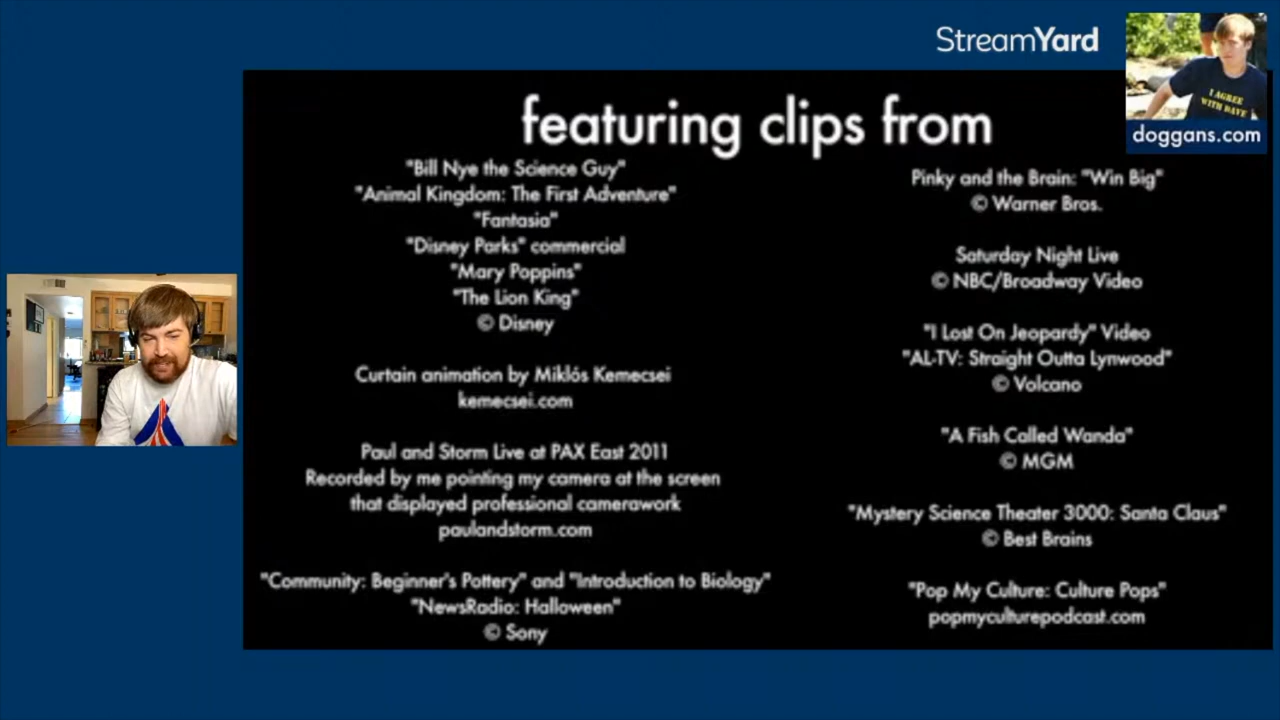 StreamYard
I AGREE
WITH DAVE
doggans.com
featuring clips from
"Bill Nye the Science Guy"
"Animal Kingdom: The First Adventure"
"Fantasia"
"Disney Parks" commercial
"Mary Poppins"
"The Lion King"
© Disney
Curtain animation by Miklós Kemecsei
kemecsei.com
Paul and Storm Live at PAX East 2011
Recorded by me pointing my camera at the screen
that displayed professional camerawork
paulandstorm.com
"Community: Beginner's Pottery" and "Introduction to Biology"
"NewsRadio: Halloween"
© Sony
Pinky and the Brain: "Win Big"
© Warner Bros.
Saturday Night Live
© NBC/Broadway Video
"I Lost On Jeopardy" Video
"AL-TV: Straight Outta Lynwood"
© Volcano
"A Fish Called Wanda"
© MGM
"Mystery Science Theater 3000: Santa Claus"
© Best Brains
"Pop My Culture: Culture Pops"
popmyculturepodcast.com